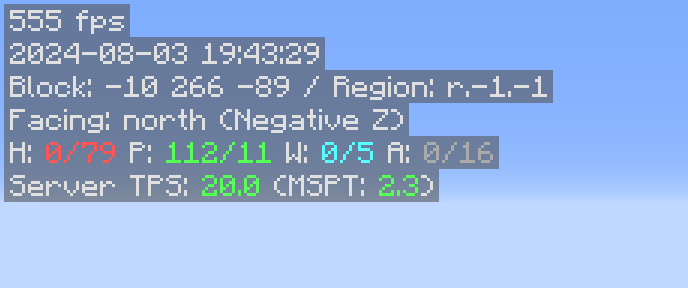 555 fps
2024-08-03 19:43:29
Block: -10 266 -89 / Region: r.-1.-1
Facing: north (Negative Z)
H: 0/79 P: 112/11 W: 0/5 A: 0/16
Server TPS: 20.0 (MSPT: 2.3)